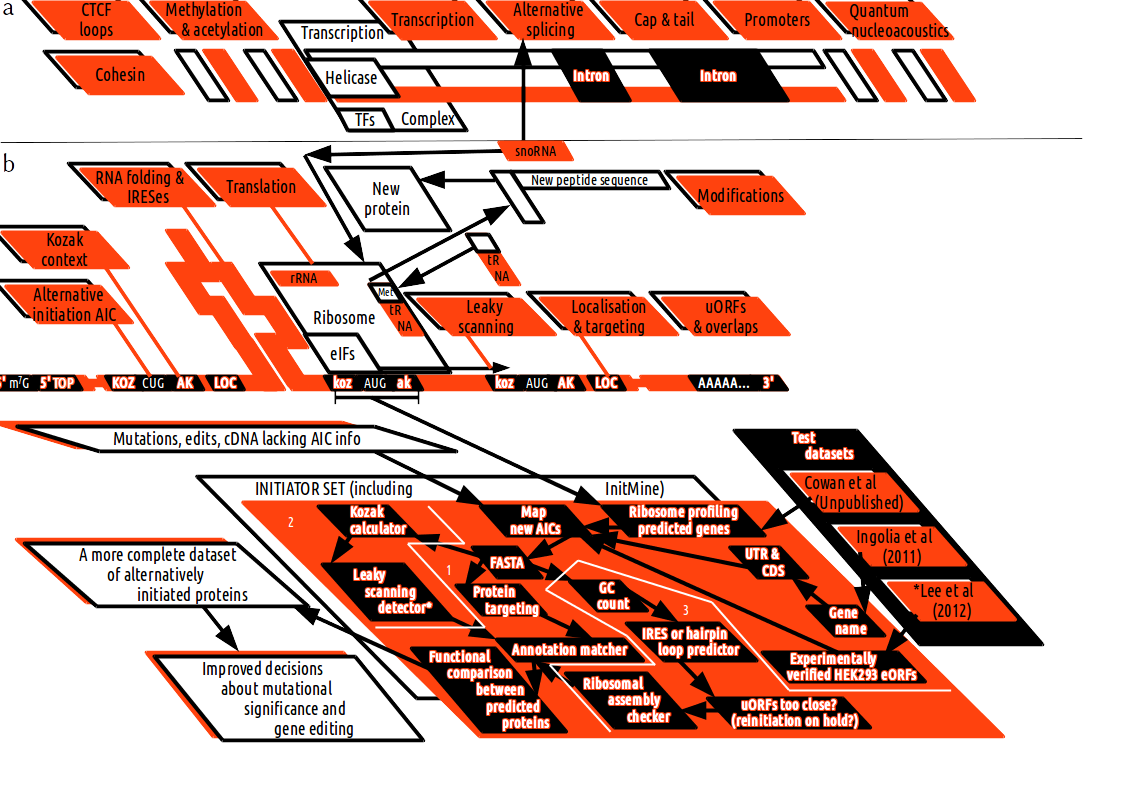 a
CTCF
loops
Methylation
& acetylation
Transcription
Alternative
splicing
Cap & tail
Promoters
Quantum
nucleoacoustics
Transcription
Cohesin
Helicase
Intron
Intron
TFs
Complex
b
snoRNA
RNA folding &
IRESes
Translation
New
protein
New peptide sequence
Modifications
Kozak
context
tR
NA
rRNA
Met
tR
NA
Ribosome
Alternative
initiation AIC
Leaky
scanning
Localisation
& targeting
uORFs
& overlaps
eIFs
5' m⁷G
5'TOP
KOZ
CUG
AK
LOC
koz
AUG
ak
koz
AUG
AK
LOC
AAAAA...
3'
Mutations, edits, cDNA lacking AIC info
Test
datasets
Cowan et al
(Unpublished)
Ingolia et al
(2011)
*Lee et al
(2012)
INITIATOR SET (including
InitMine)
2
Kozak
calculator
Map
new AICs
Ribosome profiling
predicted genes
A more complete dataset
of alternatively
initiated proteins
1
FASTA
UTR &
CDS
Leaky
scanning
detector*
Protein
targeting
GC
count
3
Gene
name
IRES or hairpin
loop predictor
Annotation matcher
Experimentally
verified HEK293 eORFs
Functional
comparison
between
predicted
proteins
Ribosomal
assembly
checker
uORFs too close?
(reinitiation on hold?)
Improved decisions
about mutational
significance and
gene editing